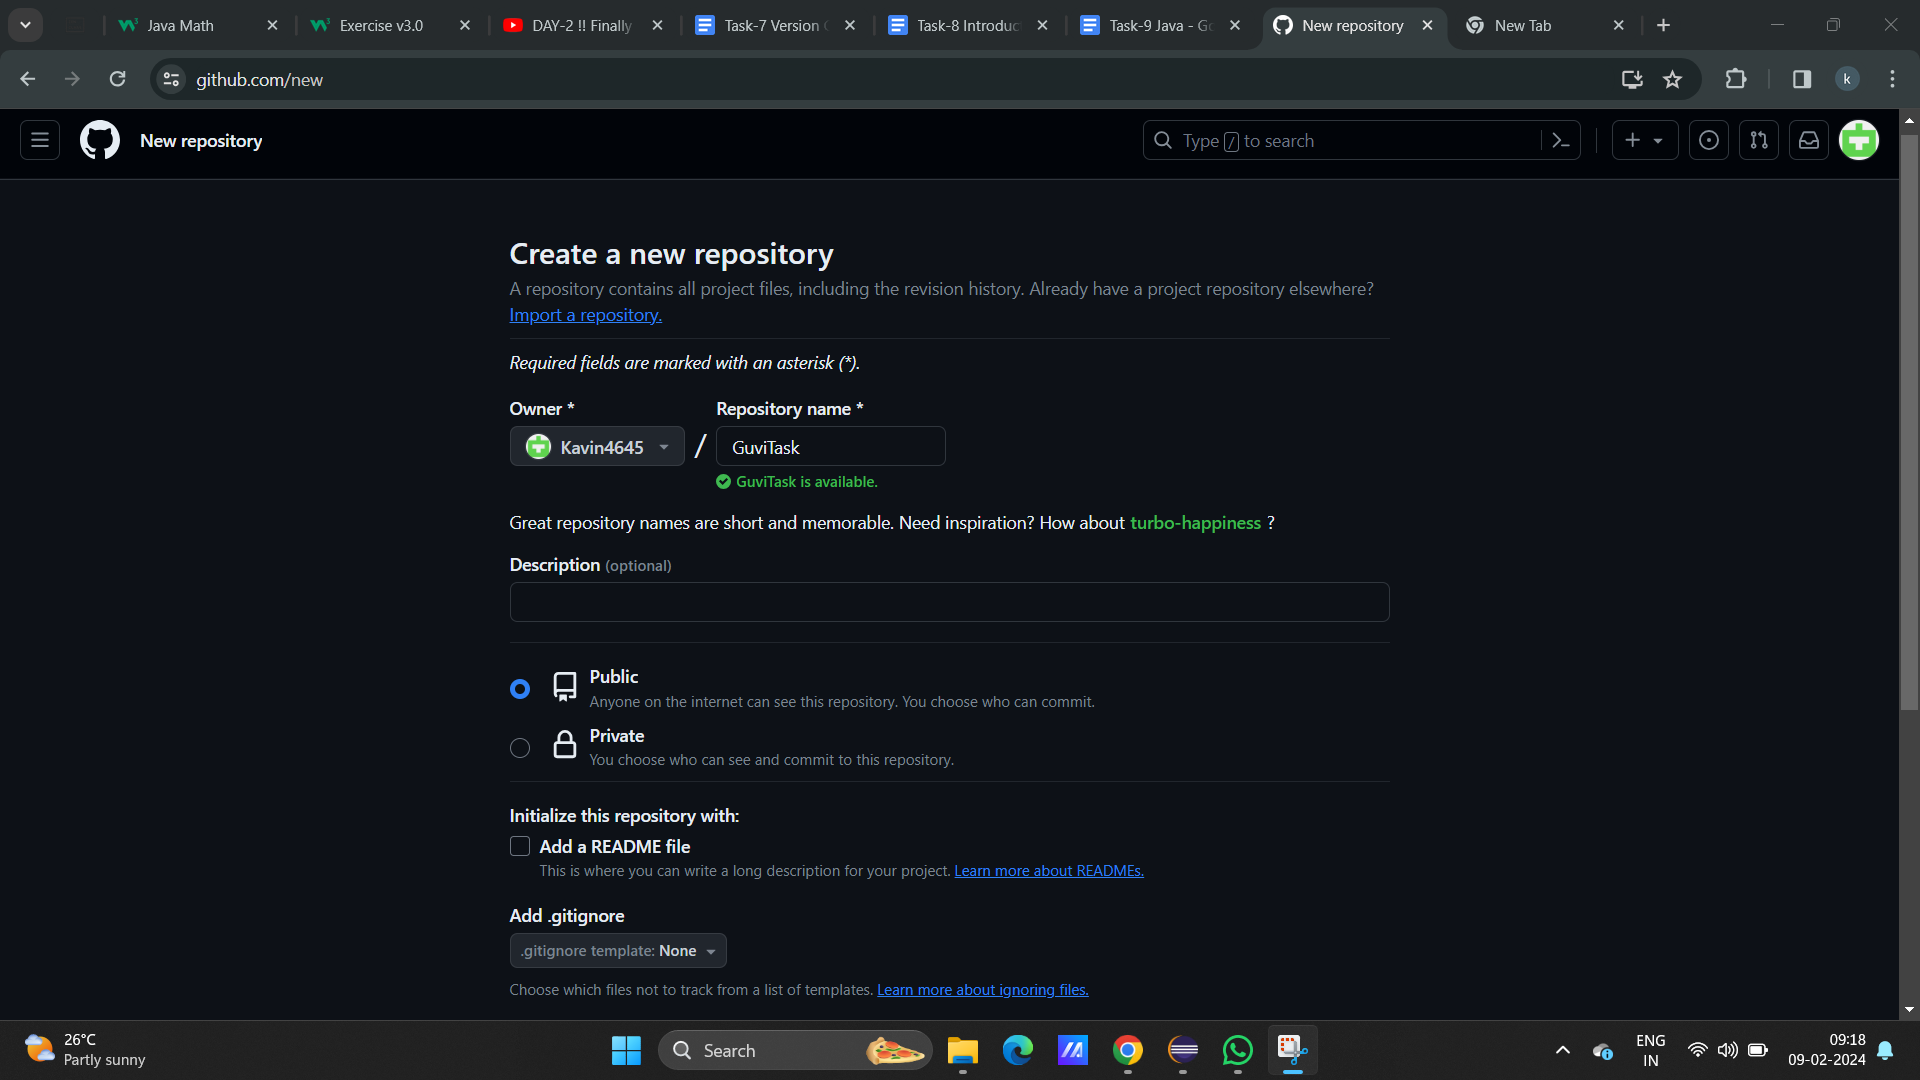 Java Math
Exercise v3.0
DAY-2 !! Finally
Task-7 Version
Task-8 Introduc
Task-9 Java - Go
New repository
New Tab
github.com/new
k
New repository
Type / to search
Create a new repository
A repository contains all project files, including the revision history. Already have a project repository elsewhere?
Import a repository.
Required fields are marked with an asterisk (*).
Owner *
Repository name *
Kavin4645
/
GuviTask
GuviTask is available.
Great repository names are short and memorable. Need inspiration? How about turbo-happiness ?
Description (optional)
Public
Anyone on the internet can see this repository. You choose who can commit.
Private
You choose who can see and commit to this repository.
Initialize this repository with:
Add a README file
This is where you can write a long description for your project. Learn more about READMEs.
Add .gitignore
.gitignore template: None
Choose which files not to track from a list of templates. Learn more about ignoring files.
26°C
Partly sunny
Search
ENG
IN
09:18
09-02-2024